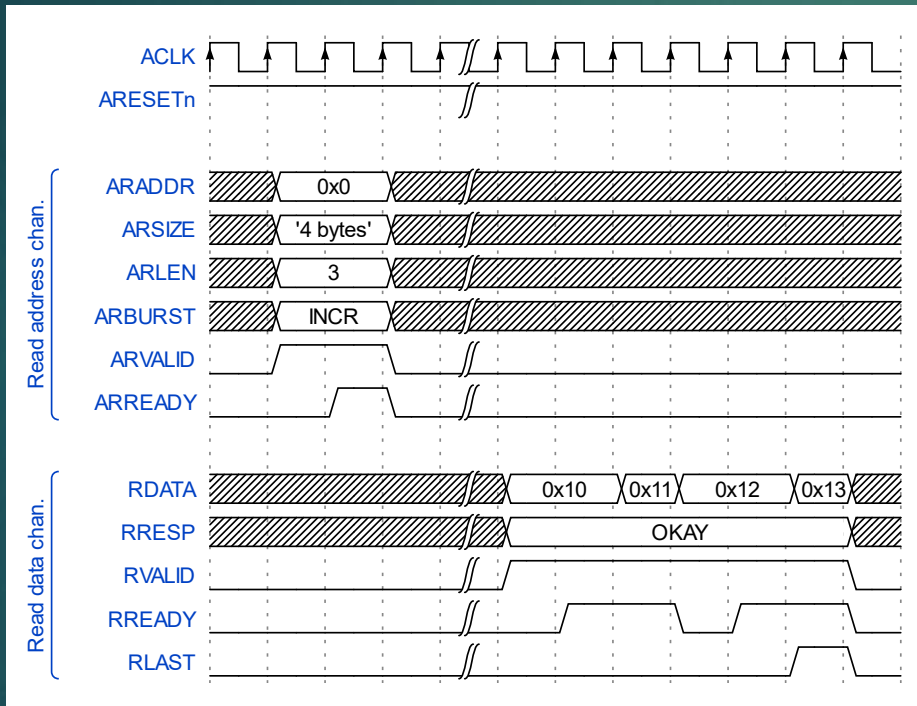 ACLK
ARESETn
Read address chan.
ARADDR 0x0
ARSIZE '4 bytes'
ARLEN 3
ARBURST INCR
ARVALID
ARREADY
Read data chan.
RDATA 0x10 0x11 0x12 0x13
RRESP OKAY
RVALID
RREADY
RLAST